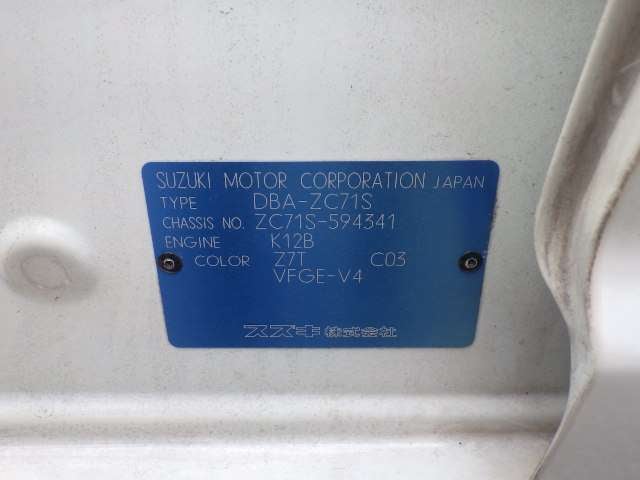 SUZUKI MOTOR CORPORATION JAPAN
TYPE DBA-ZC71S
CHASSIS NO. ZC71S-594341
ENGINE K12B
COLOR Z7T C03
VFGE-V4
スズキ株式会社